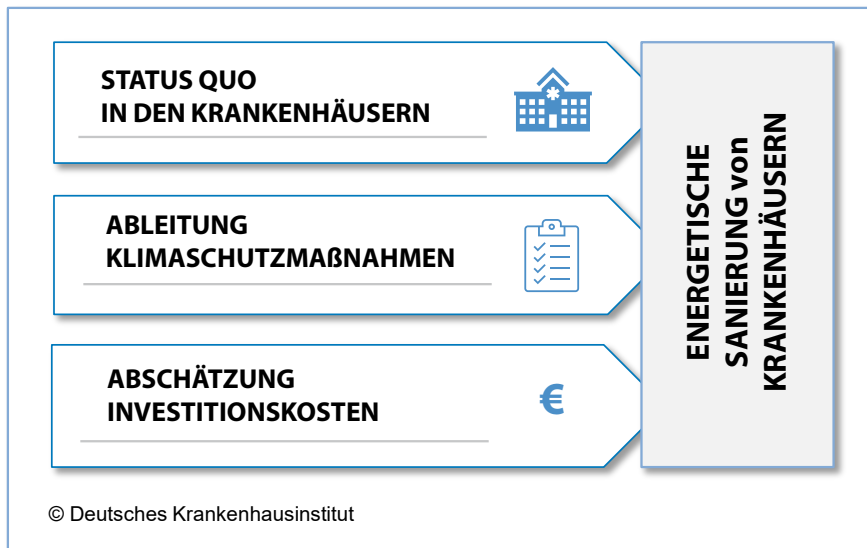 STATUS QUO
IN DEN KRANKENHÄUSERN
ABLEITUNG
KLIMASCHUTZMAßNAHMEN
ABSCHÄTZUNG
INVESTITIONSKOSTEN
€
ENERGETISCHE
SANIERUNG von
KRANKENHÄUSERN
© Deutsches Krankenhausinstitut